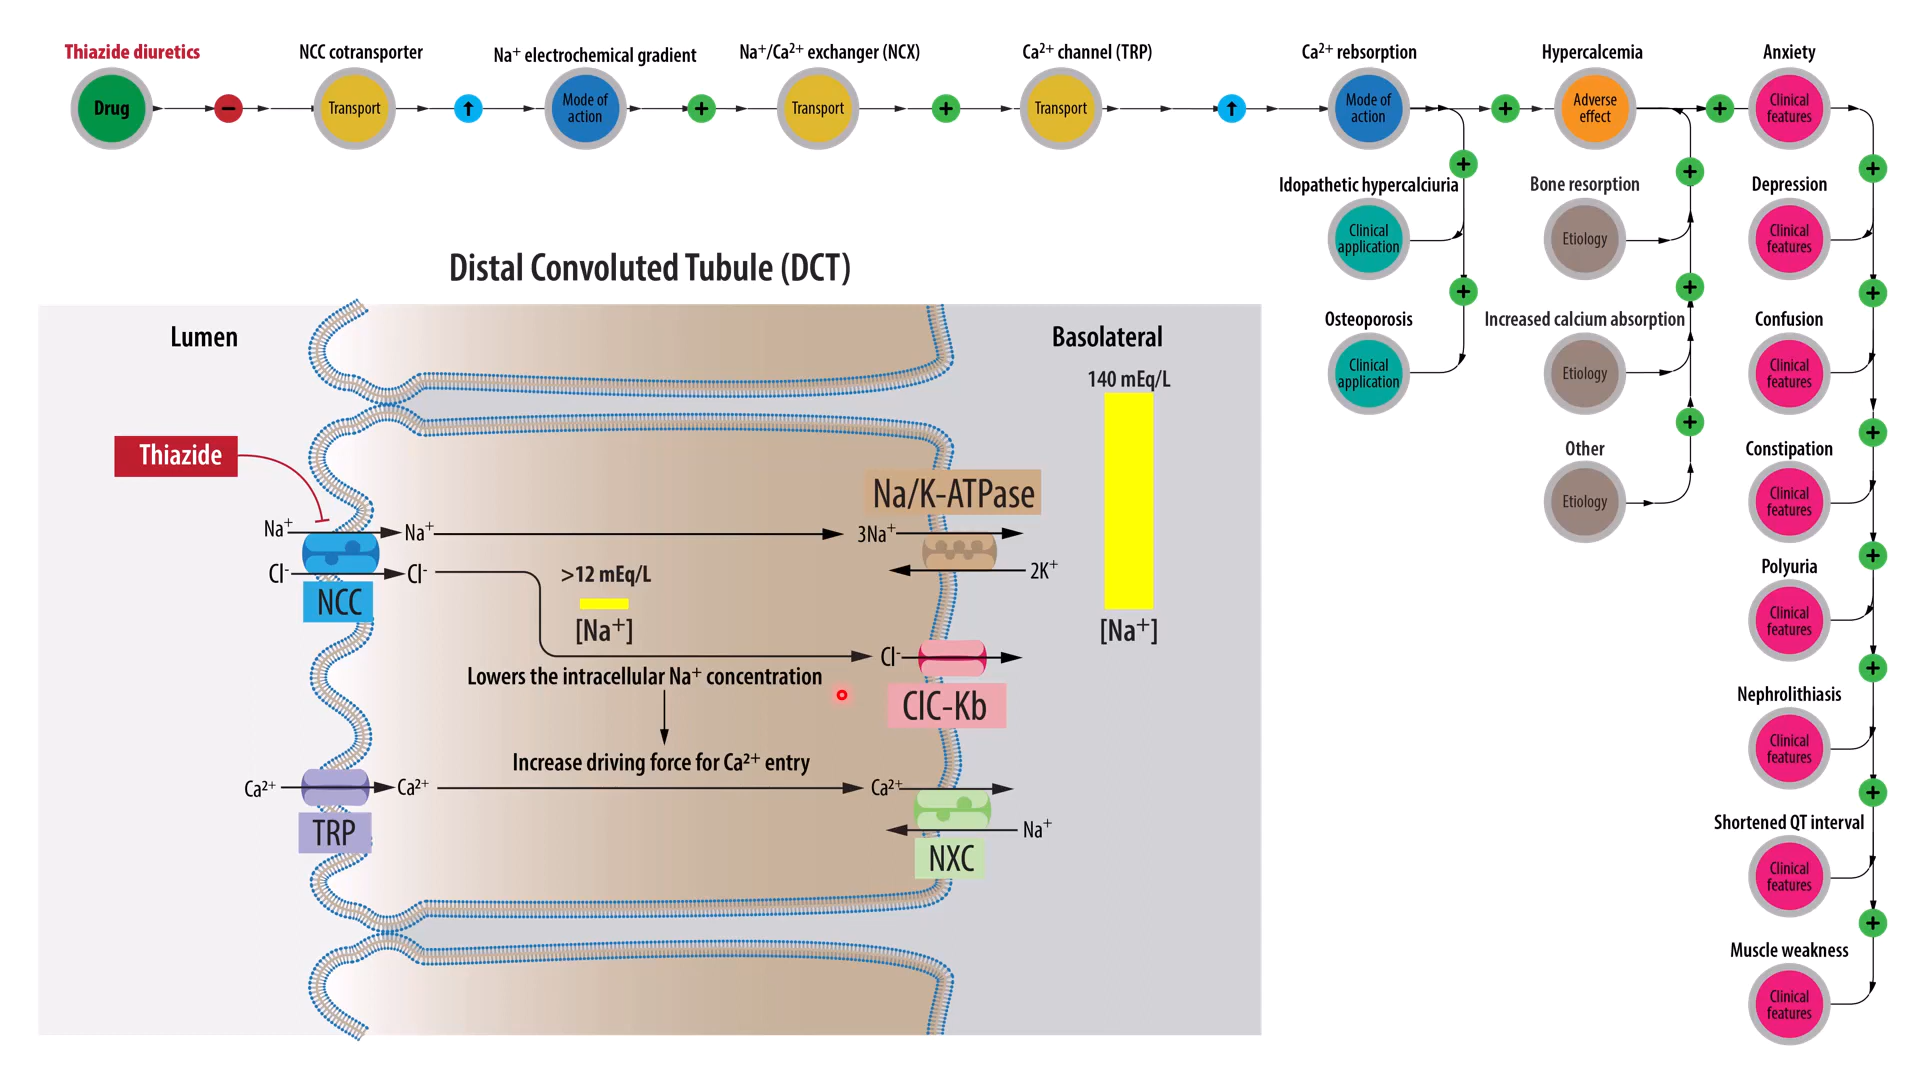 Thiazide diuretics
NCC cotransporter
Na⁺ electrochemical gradient
Na⁺/Ca²⁺ exchanger (NCX)
Ca²⁺ channel (TRP)
Ca²⁺ rebsorption
Hypercalcemia
Anxiety
Drug
Transport
Mode of
action
Transport
Transport
Mode of
action
Adverse
effect
Clinical
features
Idopathetic hypercalciuria
Bone resorption
Depression
Clinical
application
Etiology
Clinical
features
Osteoporosis
Increased calcium absorption
Confusion
Clinical
application
Etiology
Clinical
features
Other
Constipation
Etiology
Clinical
features
Polyuria
Clinical
features
Nephrolithiasis
Clinical
features
Shortened QT interval
Clinical
features
Muscle weakness
Clinical
features
Distal Convoluted Tubule (DCT)
Lumen
Basolateral
140 mEq/L
Thiazide
Na/K-ATPase
Na⁺
Na⁺
3Na⁺
Cl⁻
Cl⁻
2K⁺
NCC
>12 mEq/L
[Na⁺]
[Na⁺]
Cl⁻
Lowers the intracellular Na⁺ concentration
ClC-Kb
Increase driving force for Ca²⁺ entry
Ca²⁺
Ca²⁺
Ca²⁺
TRP
Na⁺
NXC